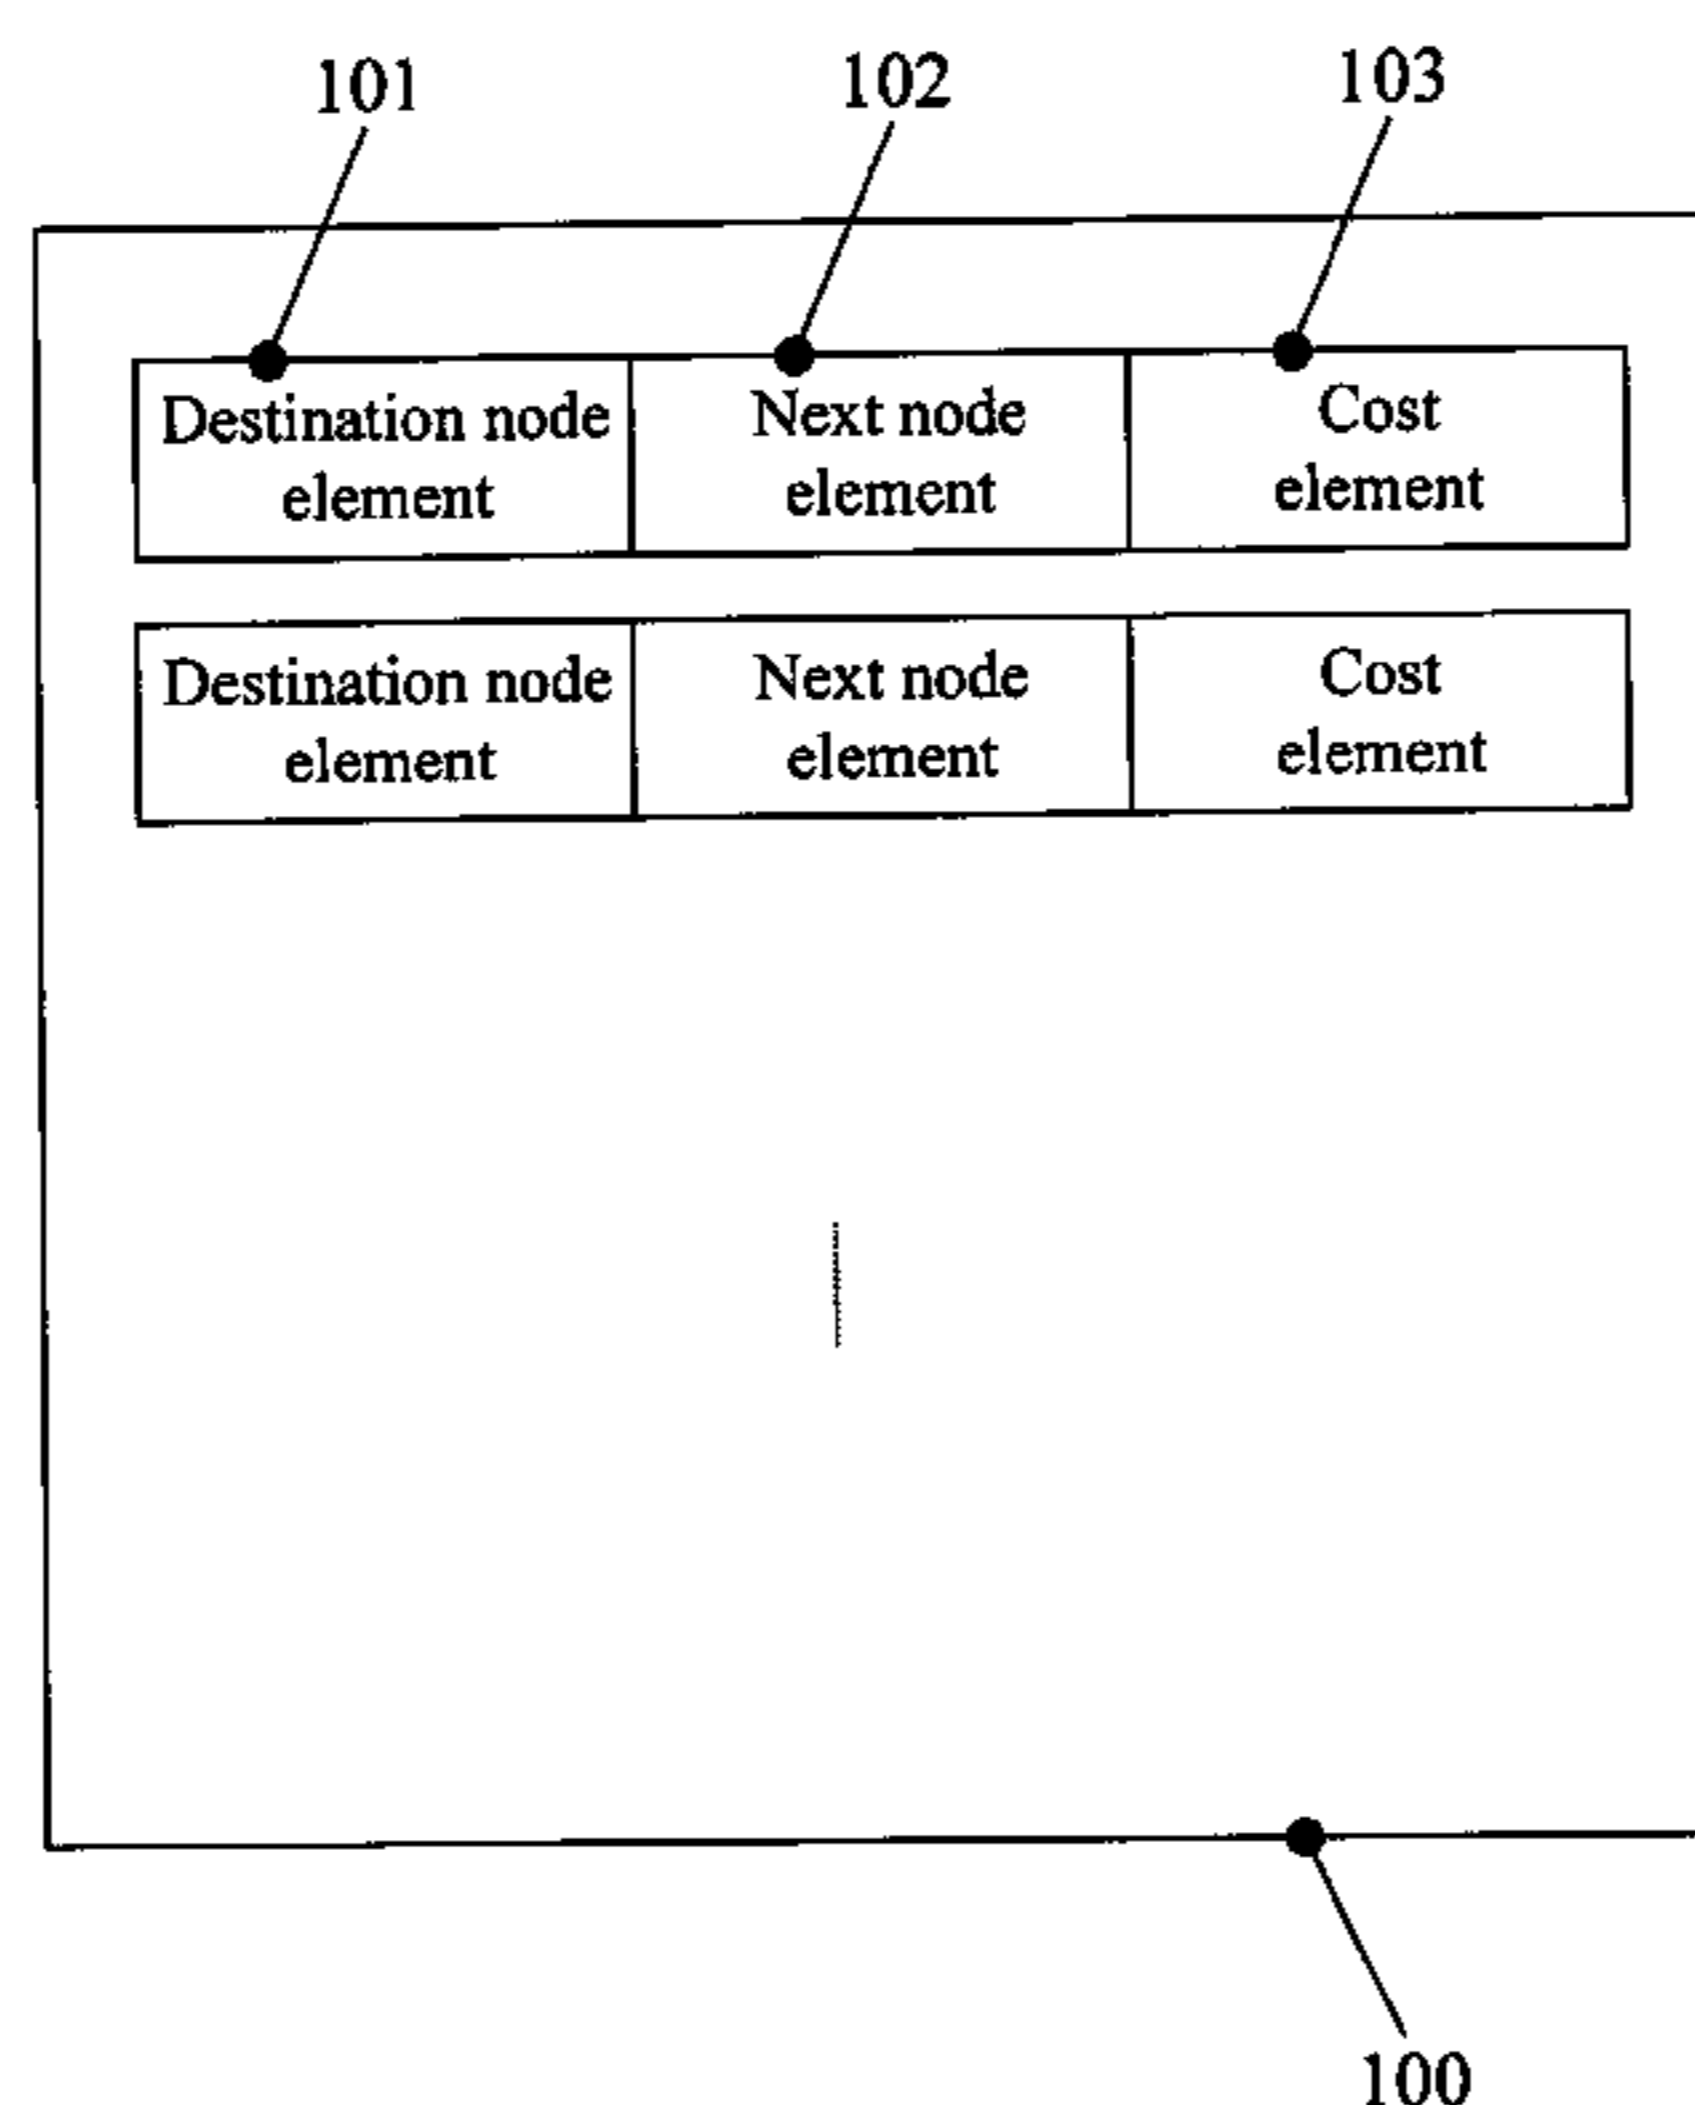 101 102 103
Destination node Next node Cost
element element element
Destination node Next node Cost
element element element
100